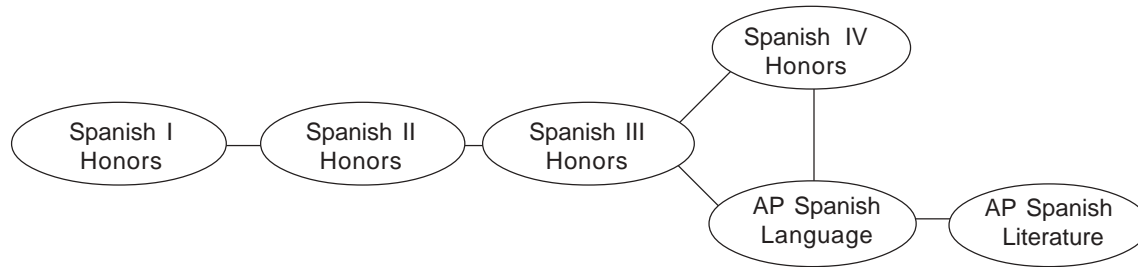 Spanish IV
Honors
Spanish I
Honors
Spanish II
Honors
Spanish III
Honors
AP Spanish
Language
AP Spanish
Literature